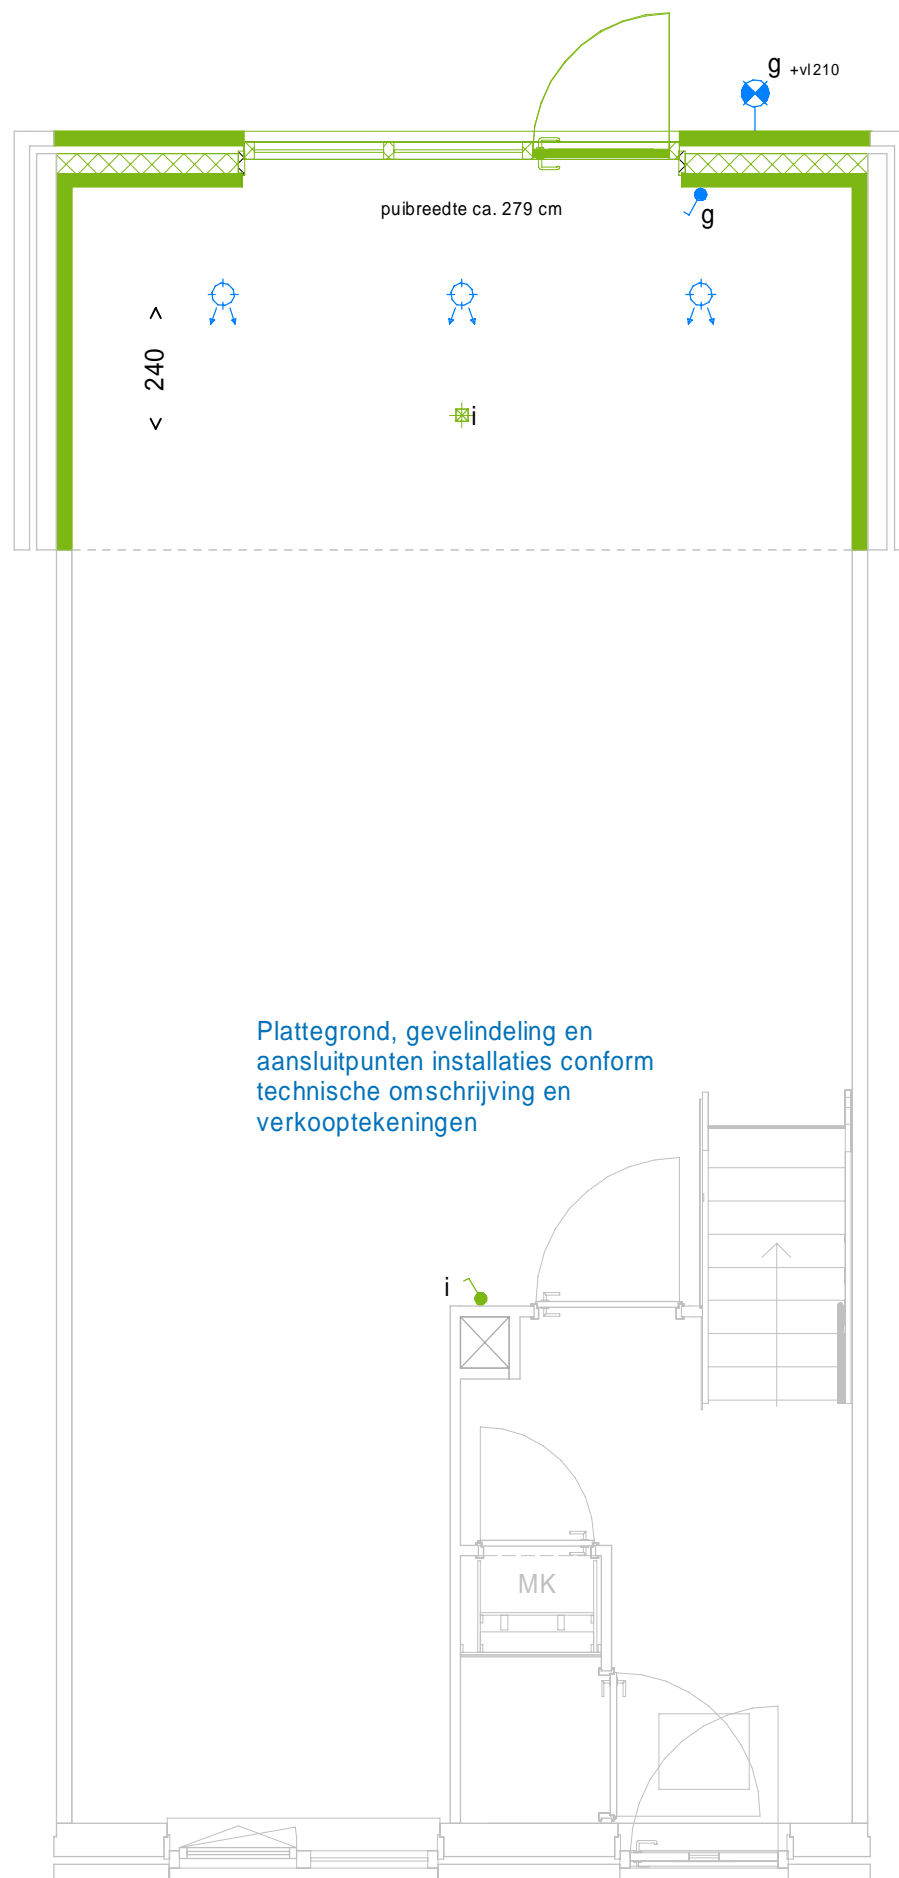 g +vl210
puibreedte ca. 279 cm
g
< 240 >
i
Plattegrond, gevelindeling en
aansluitpunten installaties conform
technische omschrijving en
verkooptekeningen
i
MK